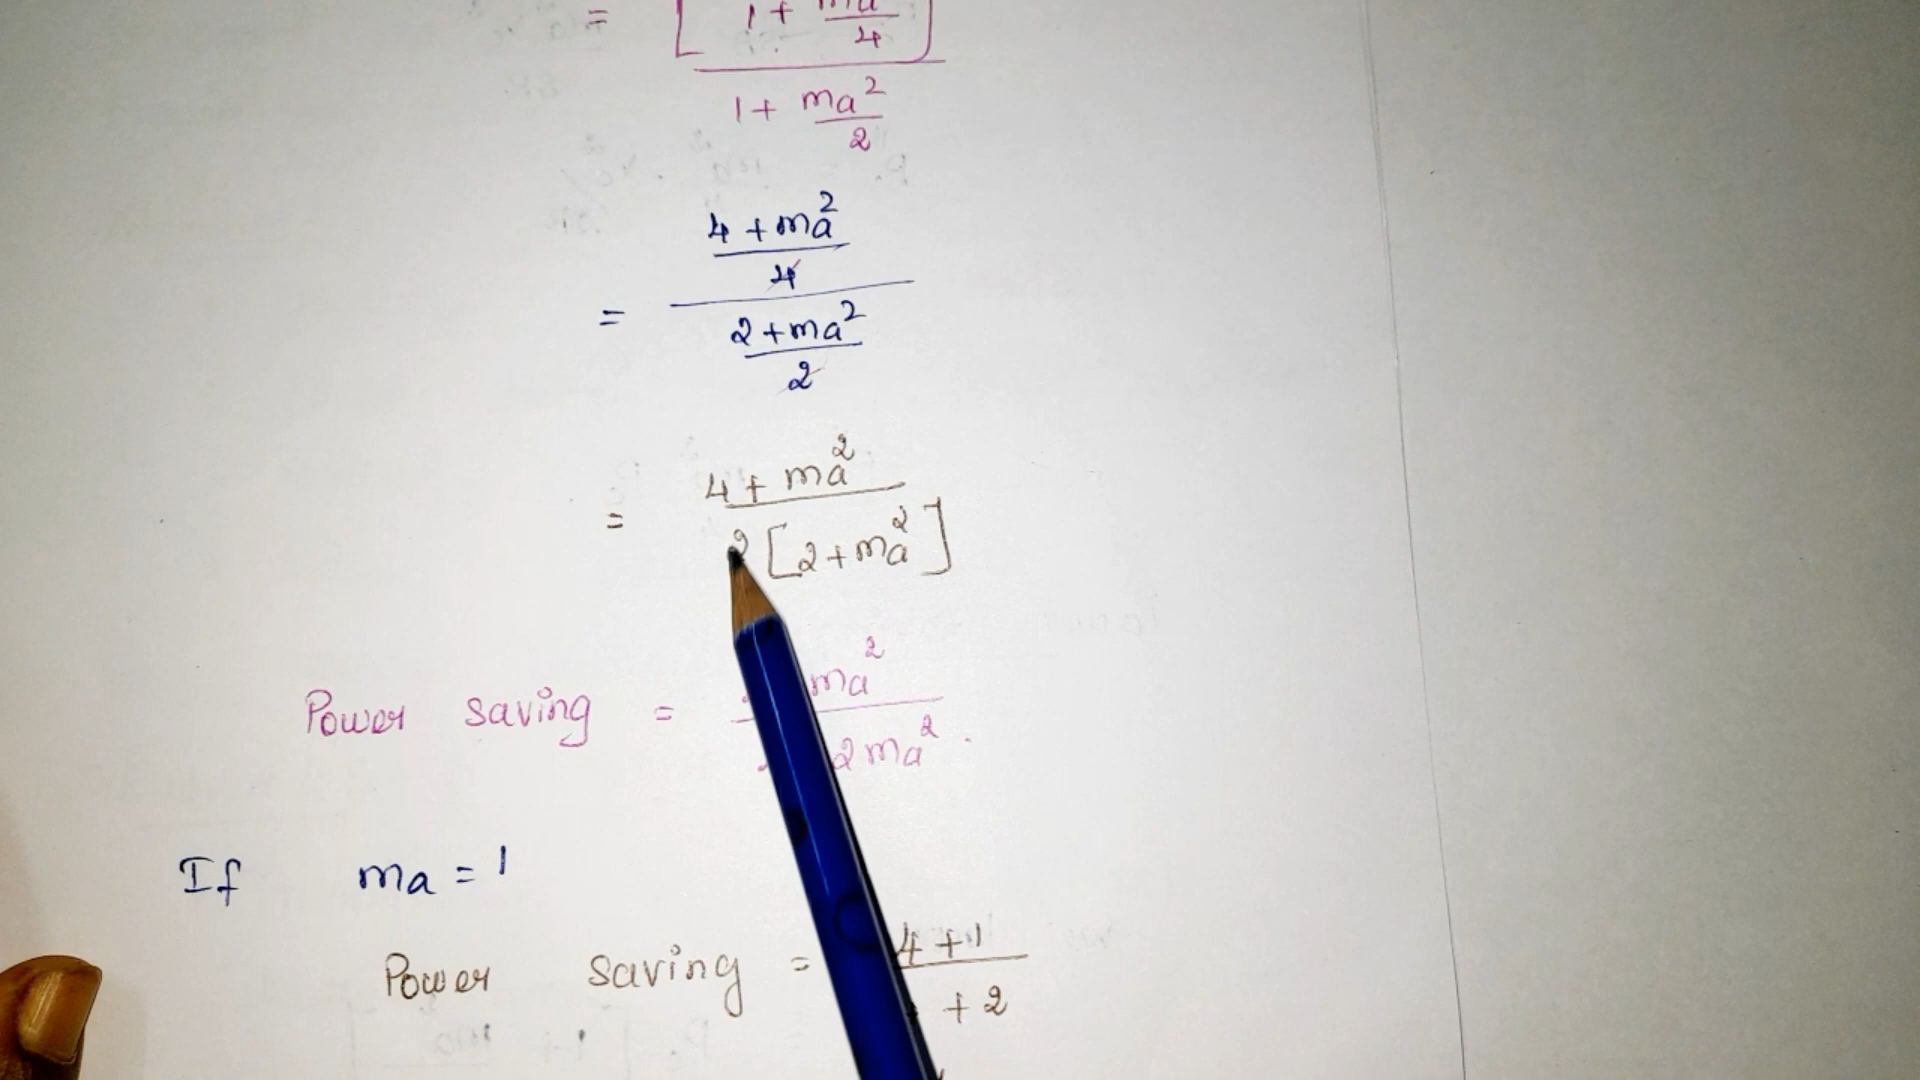 = [ 1 + ma / 4 ]
1 + ma² / 2
= 4 + ma² / 4
2 + ma² / 2
= 4 + ma²
2 [ 2 + ma² ]
Power saving = ma²
2ma²
If ma = 1
Power saving = 4 + 1
+ 2